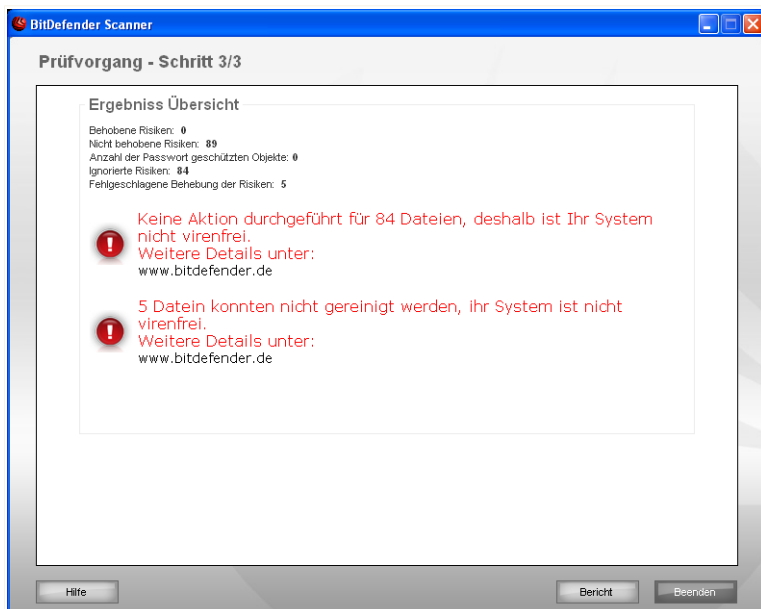 BitDefender Scanner
Prüfvorgang - Schritt 3/3
Ergebniss Übersicht
Behobene Risiken: 0
Nicht behobene Risiken: 89
Anzahl der Passwort geschützten Objekte: 0
Ignorierte Risiken: 84
Fehlgeschlagene Behebung der Risiken: 5
Keine Aktion durchgeführt für 84 Dateien, deshalb ist Ihr System
nicht virenfrei.
Weitere Details unter:
www.bitdefender.de
5 Datein konnten nicht gereinigt werden, ihr System ist nicht
virenfrei.
Weitere Details unter:
www.bitdefender.de
Hilfe
Bericht
Beenden